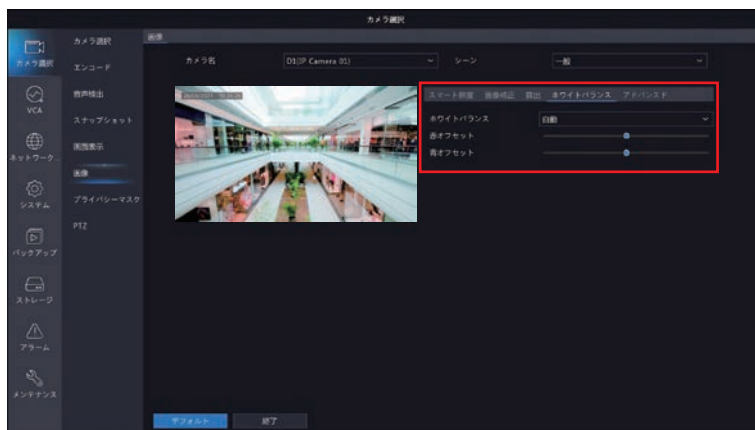 カメラ選択
カメラ選択
VCA
ネットワーク..
システム
バックアップ
ストレージ
アラーム
メンテナンス
カメラ選択
エンコード
音声検出
スナップショット
画面表示
画像
プライバシーマスク
PTZ
画像
カメラ名 D1(IP Camera 01) シーン 一般
スマート照度 画像補正 露出 ホワイトバランス アドバンスド
ホワイトバランス 自動
赤オフセット
青オフセット
デフォルト 終了